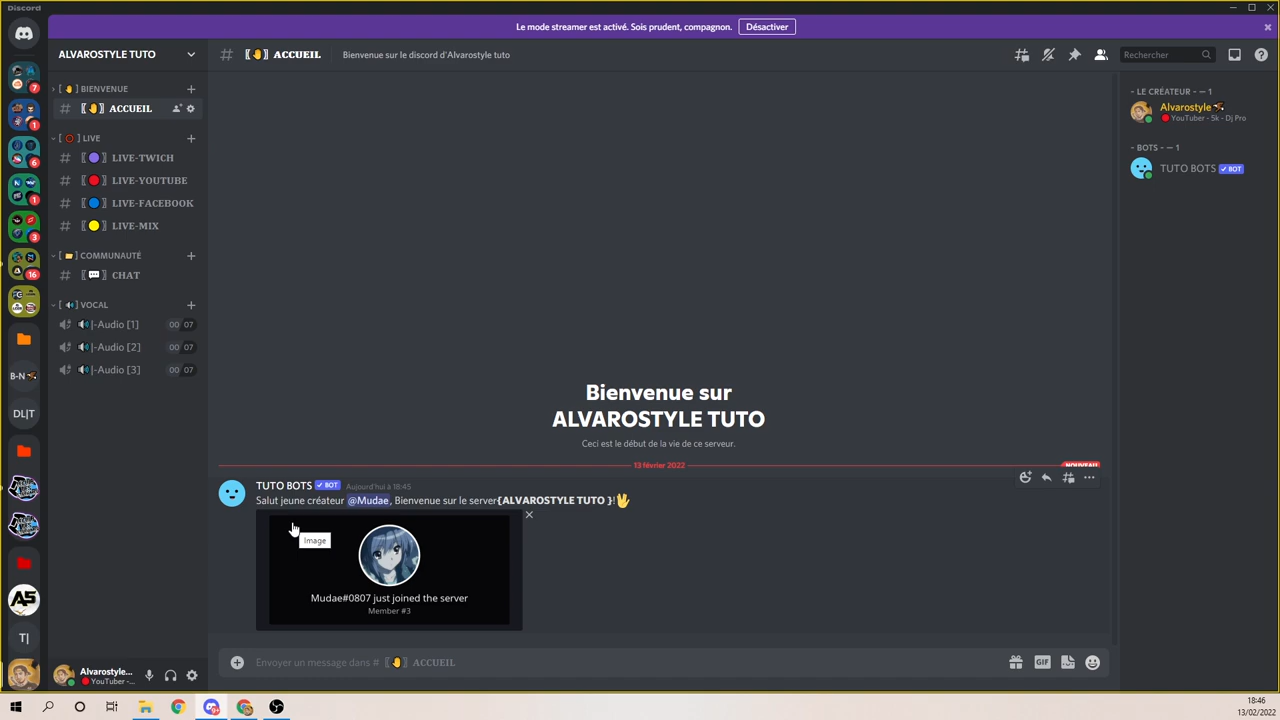 Discord
Le mode streamer est activé. Sois prudent, compagnon. Désactiver
ALVAROSTYLE TUTO
[ 👋 ] BIENVENUE
# 〚👋〛 ACCUEIL
[ 🔴 ] LIVE
# 〚🟣〛 LIVE-TWICH
# 〚🔴〛 LIVE-YOUTUBE
# 〚🔵〛 LIVE-FACEBOOK
# 〚🟡〛 LIVE-MIX
[ 📁 ] COMMUNAUTÉ
# 〚💬〛 CHAT
[ 🔊 ] VOCAL
🔊|-Audio [1] 00 07
🔊|-Audio [2] 00 07
🔊|-Audio [3] 00 07
7
1
6
1
3
16
B-N
DL|T
A5
T|
Alvarostyle...
YouTuber -...
# 〚👋〛 ACCUEIL
Bienvenue sur le discord d'Alvarostyle tuto
Rechercher
Bienvenue sur
ALVAROSTYLE TUTO
Ceci est le début de la vie de ce serveur.
13 février 2022
NOUVEAU
TUTO BOTS ✓ BOT Aujourd'hui à 18:45
Salut jeune créateur @Mudae, Bienvenue sur le server{ALVAROSTYLE TUTO }!🖖
Image
Mudae#0807 just joined the server
Member #3
Envoyer un message dans # 〚👋〛 ACCUEIL
GIF
- LE CRÉATEUR - — 1
Alvarostyle
YouTuber - 5k - Dj Pro
- BOTS - — 1
TUTO BOTS ✓ BOT
18:46
13/02/2022